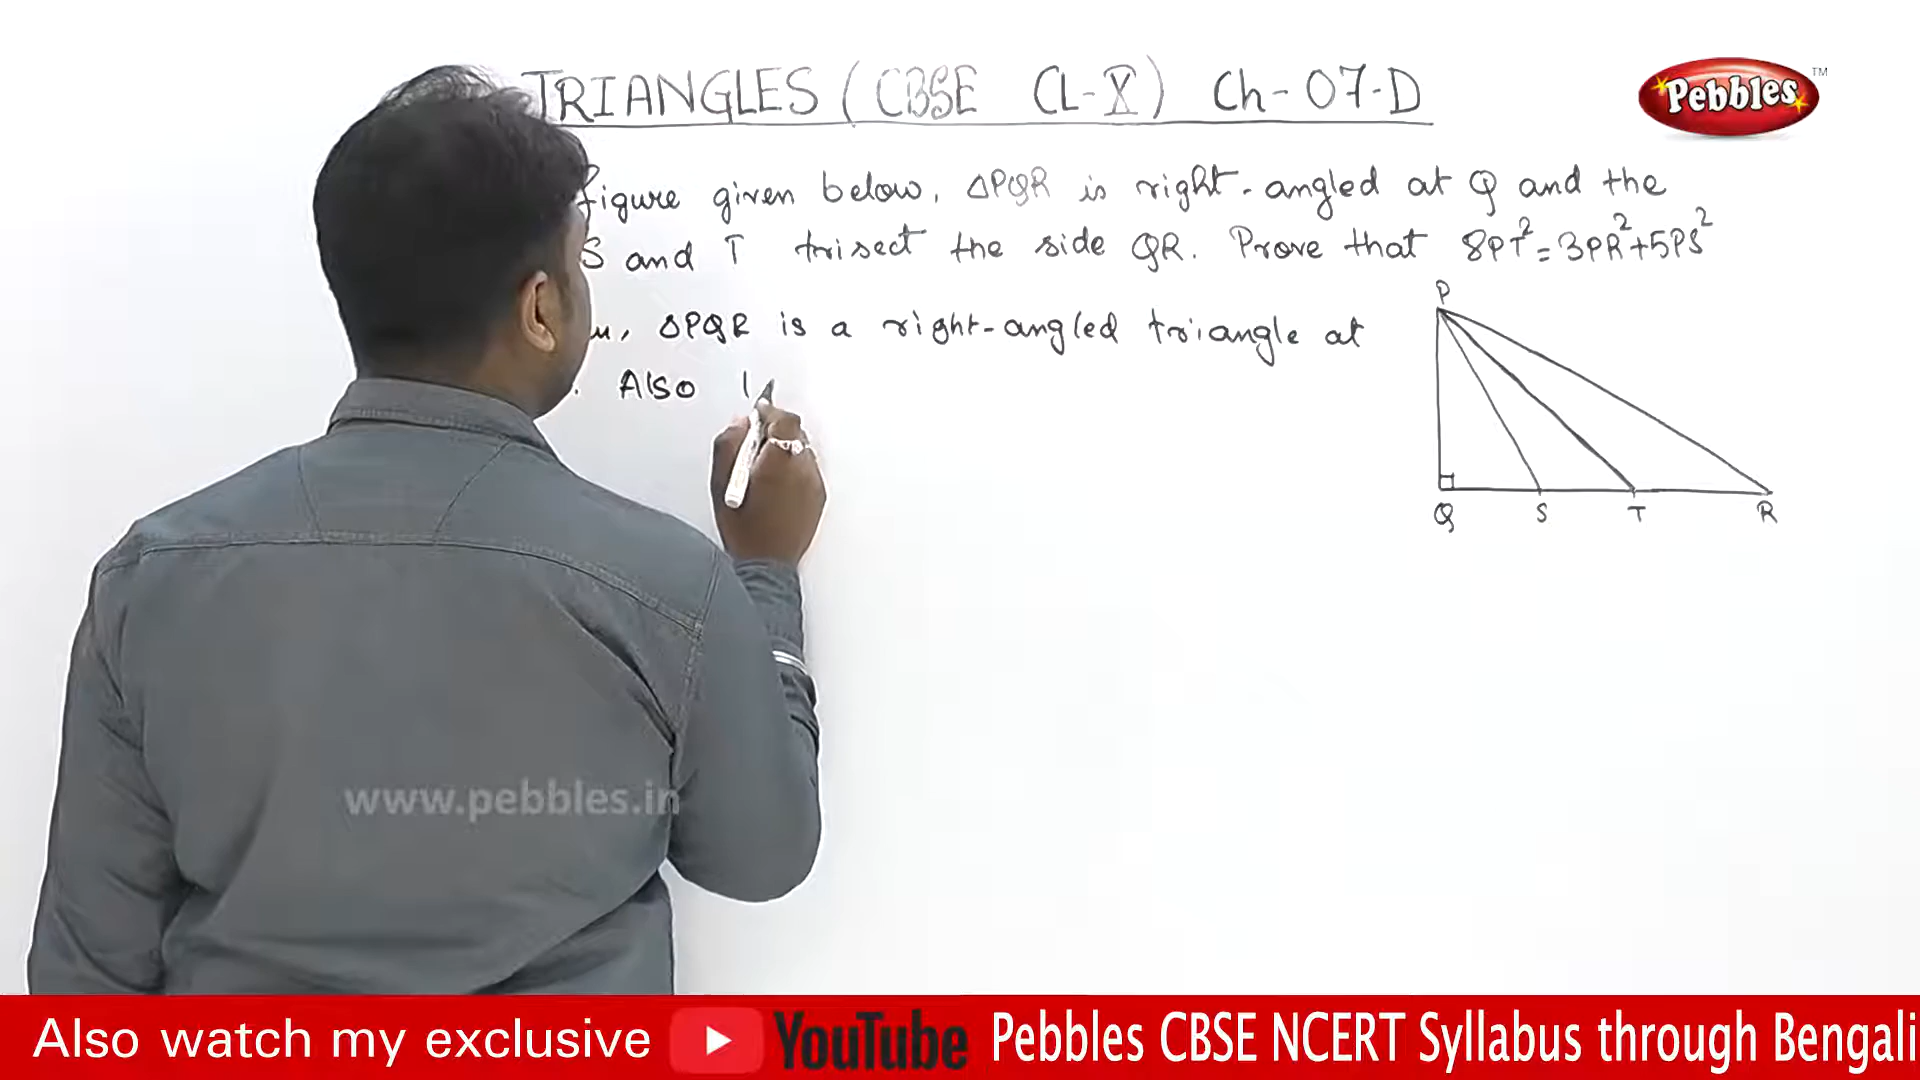 TRIANGLES (CBSE CL-X) Ch-07-D
Pebbles TM
figure given below, ΔPQR is right-angled at Q and the
S and T trisect the side QR. Prove that 8PT²=3PR²+5PS²
ΔPQR is a right-angled triangle at
. Also
P
Q S T R
www.pebbles.in
Also watch my exclusive YouTube Pebbles CBSE NCERT Syllabus through Bengali